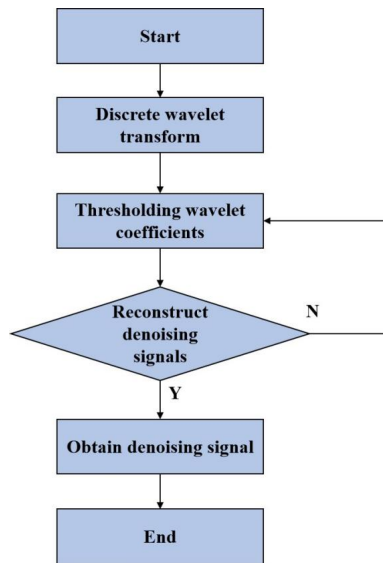 Start
Discrete wavelet
transform
Thresholding wavelet
coefficients
Reconstruct
denoising
signals
N
Y
Obtain denoising signal
End